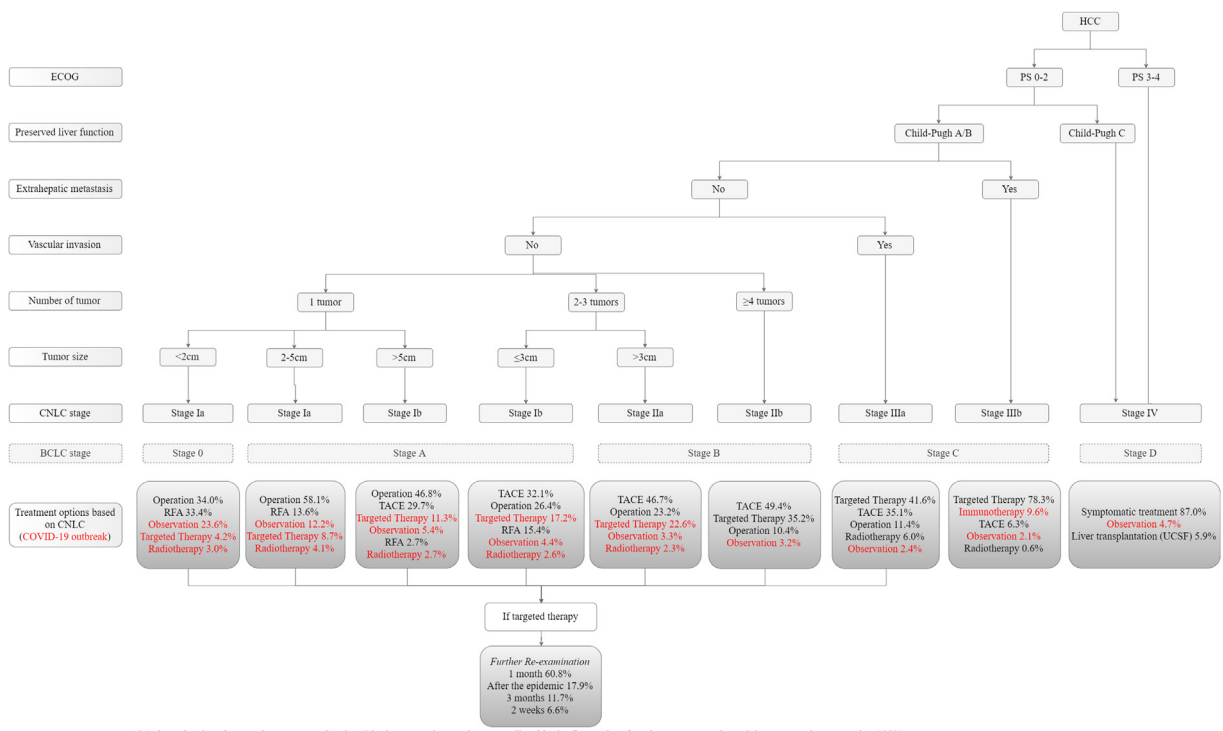 HCC
ECOG
PS 0-2
PS 3-4
Preserved liver function
Child-Pugh A/B
Child-Pugh C
Extrahepatic metastasis
No
Yes
Vascular invasion
No
Yes
Number of tumor
1 tumor
2-3 tumors
≥4 tumors
Tumor size
<2cm
2-5cm
>5cm
≤3cm
>3cm
CNLC stage
Stage Ia
Stage Ia
Stage Ib
Stage Ib
Stage IIa
Stage IIb
Stage IIIa
Stage IIIb
Stage IV
BCLC stage
Stage 0
Stage A
Stage B
Stage C
Stage D
Treatment options based
on CNLC
(COVID-19 outbreak)
Operation 34.0%
RFA 33.4%
Observation 23.6%
Targeted Therapy 4.2%
Radiotherapy 3.0%
Operation 58.1%
RFA 13.6%
Observation 12.2%
Targeted Therapy 8.7%
Radiotherapy 4.1%
Operation 46.8%
TACE 29.7%
Targeted Therapy 11.3%
Observation 5.4%
RFA 2.7%
Radiotherapy 2.7%
TACE 32.1%
Operation 26.4%
Targeted Therapy 17.2%
RFA 15.4%
Observation 4.4%
Radiotherapy 2.6%
TACE 46.7%
Operation 23.2%
Targeted Therapy 22.6%
Observation 3.3%
Radiotherapy 2.3%
TACE 49.4%
Targeted Therapy 35.2%
Operation 10.4%
Observation 3.2%
Targeted Therapy 41.6%
TACE 35.1%
Operation 11.4%
Radiotherapy 6.0%
Observation 2.4%
Targeted Therapy 78.3%
Immunotherapy 9.6%
TACE 6.3%
Observation 2.1%
Radiotherapy 0.6%
Symptomatic treatment 87.0%
Observation 4.7%
Liver transplantation (UCSF) 5.9%
If targeted therapy
Further Re-examination
1 month 60.8%
After the epidemic 17.9%
3 months 11.7%
2 weeks 6.6%